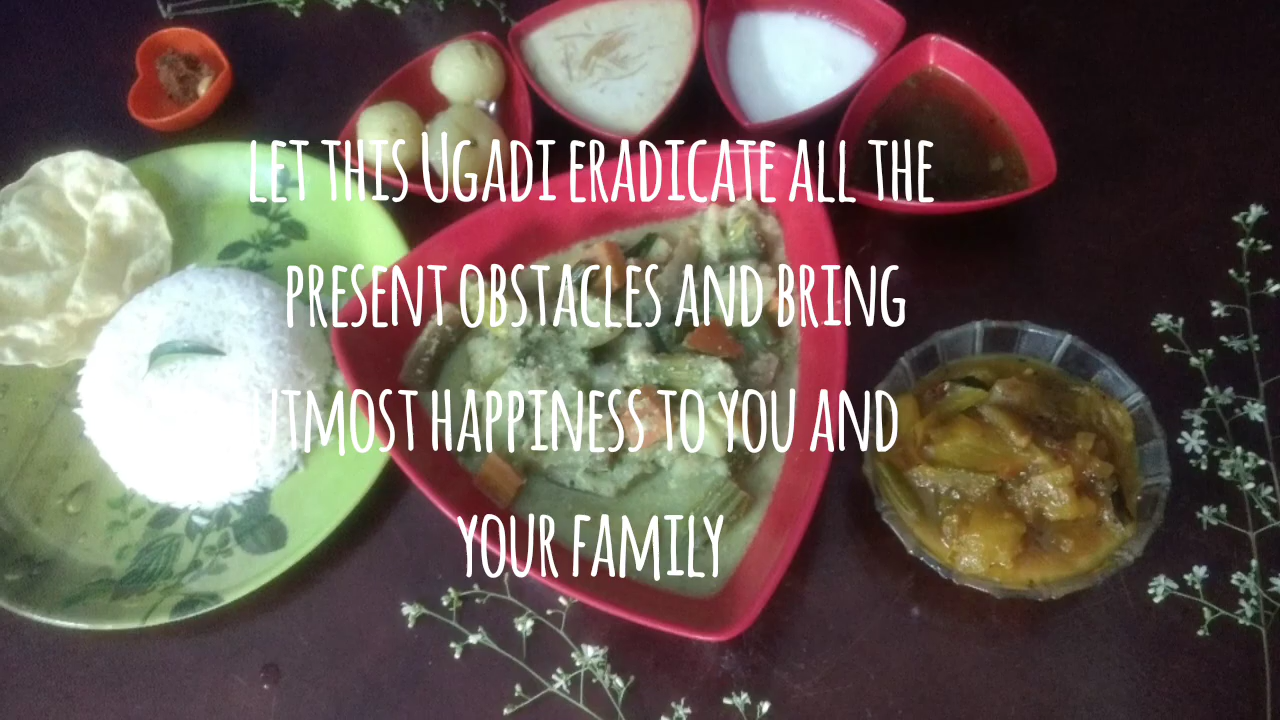 LET THIS UGADI ERADICATE ALL THE
PRESENT OBSTACLES AND BRING
UTMOST HAPPINESS TO YOU AND
YOUR FAMILY